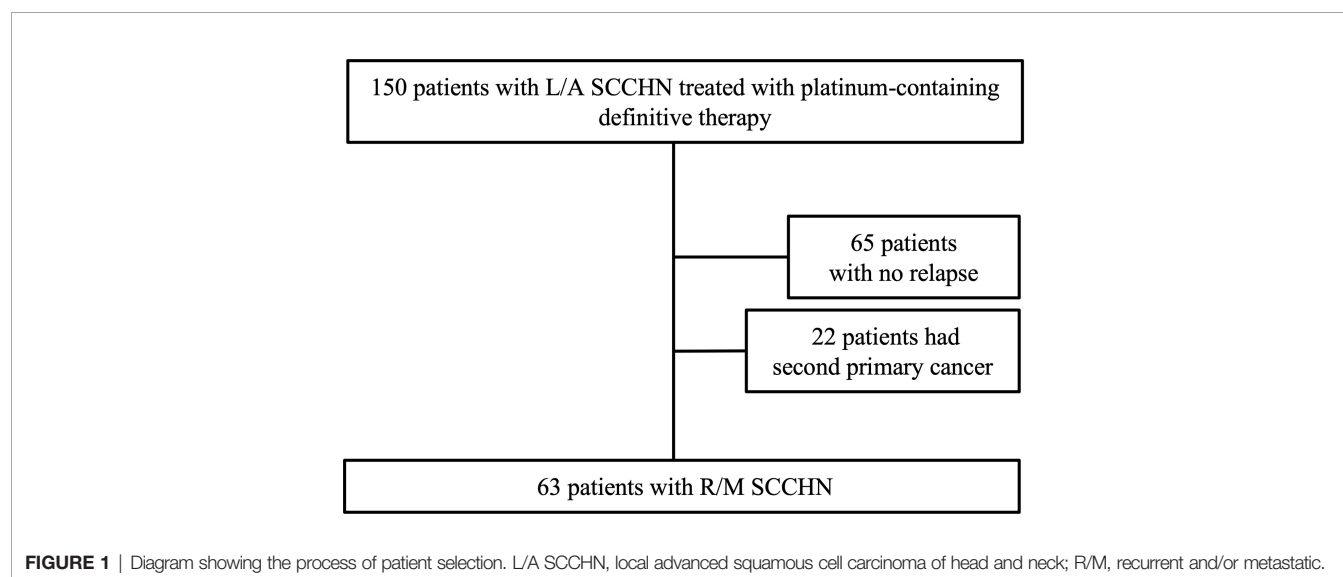 150 patients with L/A SCCHN treated with platinum-containing
definitive therapy
65 patients
with no relapse
22 patients had
second primary cancer
63 patients with R/M SCCHN
FIGURE 1 | Diagram showing the process of patient selection. L/A SCCHN, local advanced squamous cell carcinoma of head and neck; R/M, recurrent and/or metastatic.